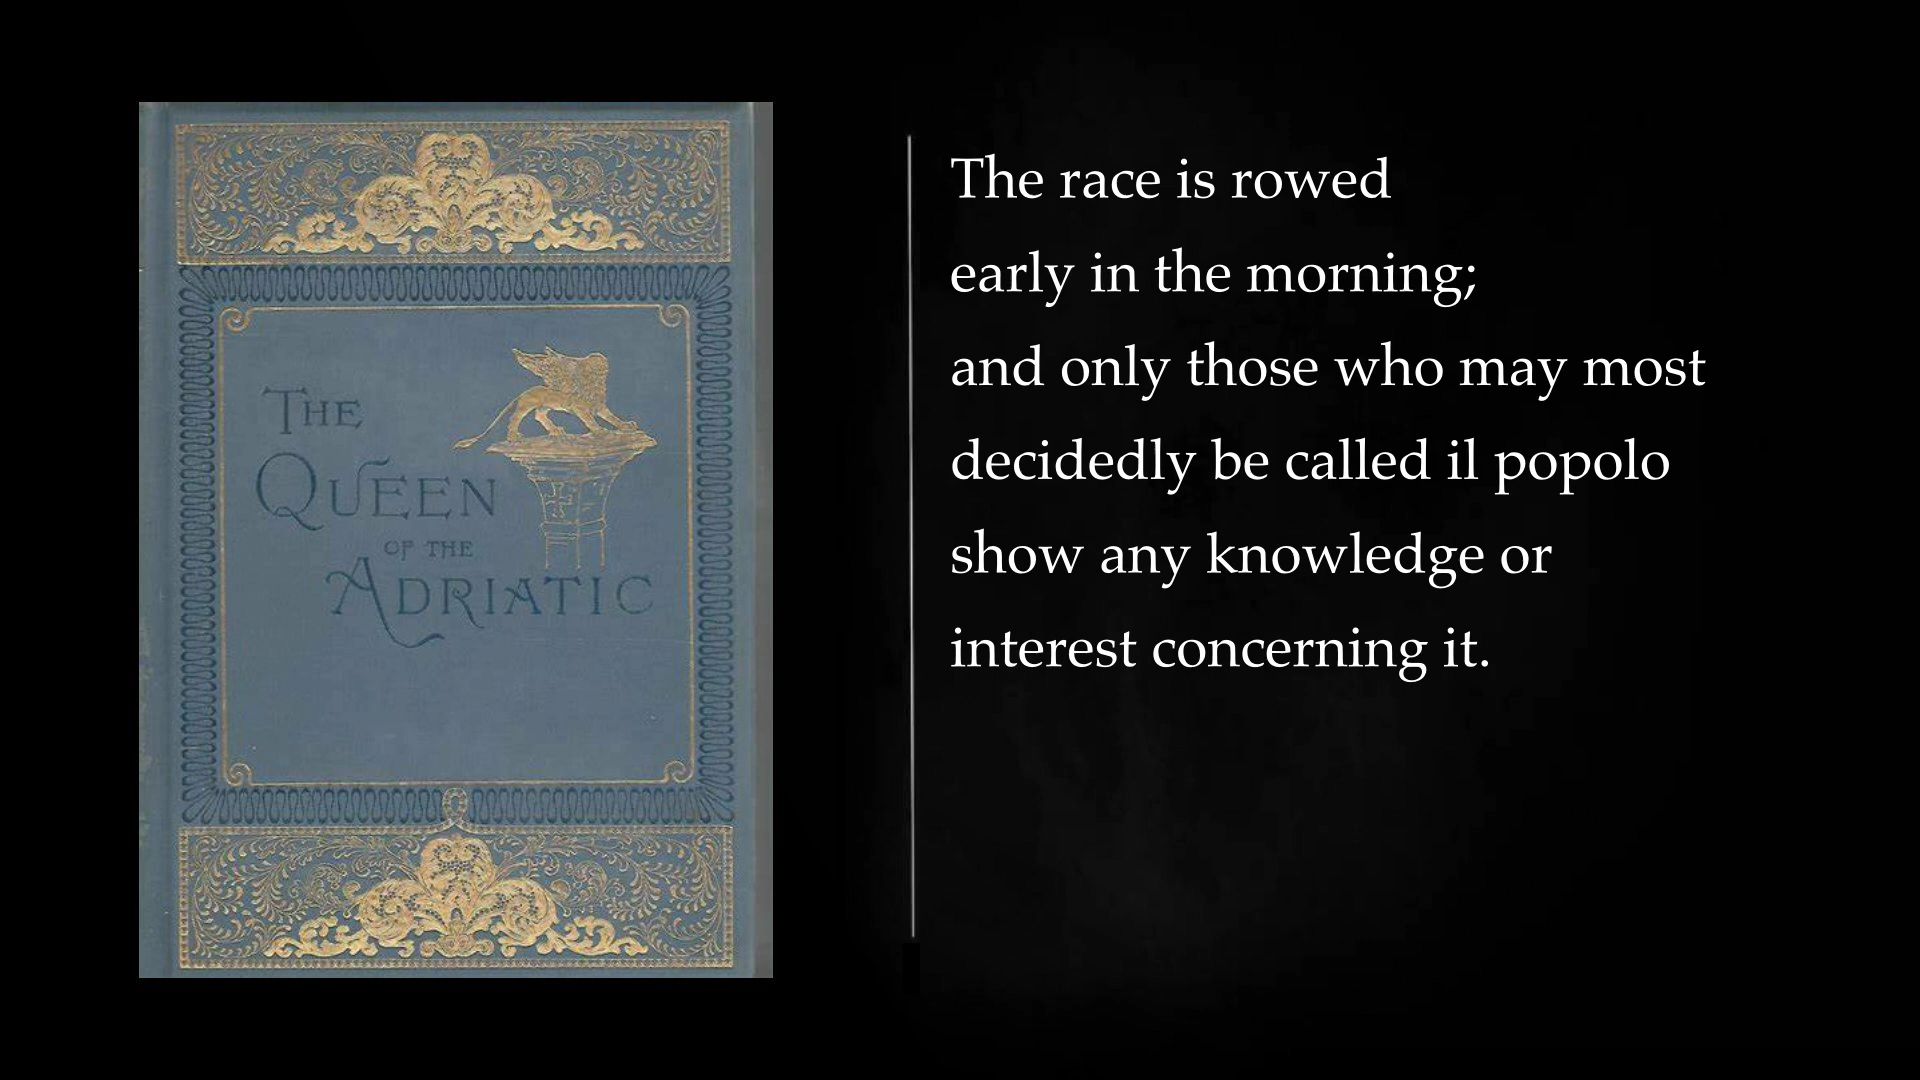 THE
QUEEN
OF THE
ADRIATIC
The race is rowed
early in the morning;
and only those who may most
decidedly be called il popolo
show any knowledge or
interest concerning it.